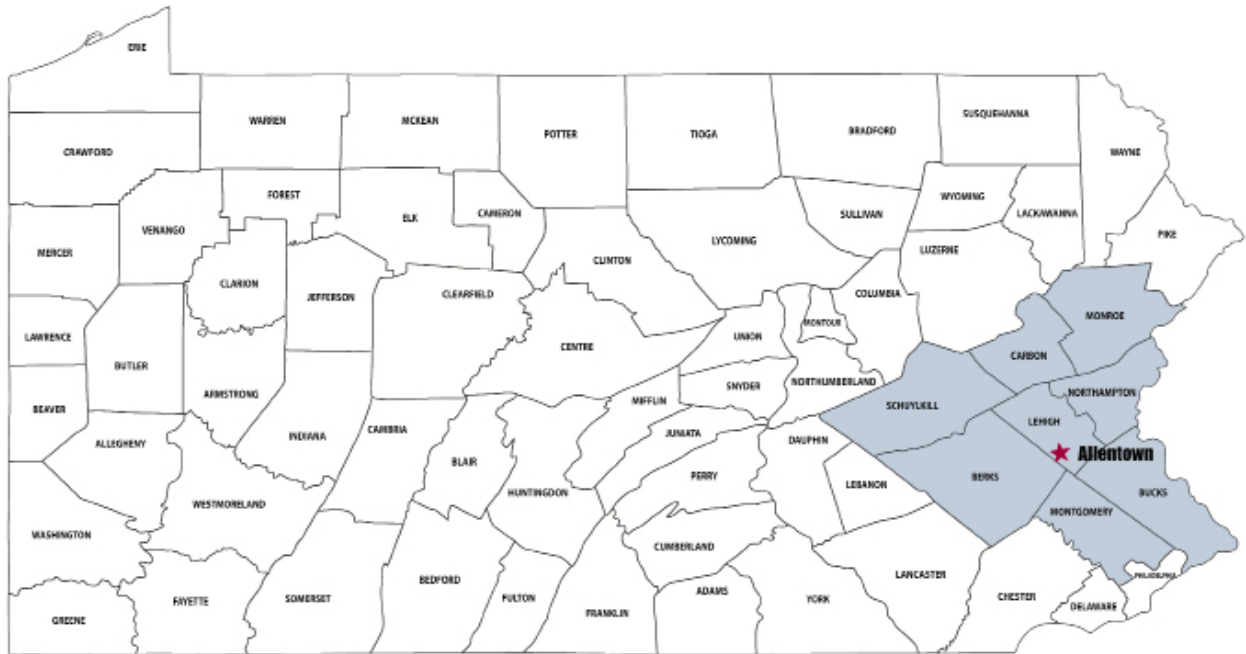 ERIE
WARREN
MCKEAN
POTTER
TIOGA
BRADFORD
SUSQUEHANNA
WAYNE
CRAWFORD
FOREST
ELK
CAMERON
SULLIVAN
WYOMING
LACKAWANNA
PIKE
MERCER
VENANGO
CLARION
JEFFERSON
CLEARFIELD
CLINTON
LYCOMING
COLUMBIA
LUZERNE
MONROE
LAWRENCE
BUTLER
ARMSTRONG
CENTRE
UNION
MONTOUR
CARBON
BEAVER
ALLEGHENY
INDIANA
CAMBRIA
BLAIR
MIFFLIN
SNYDER
NORTHUMBERLAND
SCHUYLKILL
NORTHAMPTON
LEHIGH
JUNIATA
DAUPHIN
Allentown
WESTMORELAND
HUNTINGDON
PERRY
LEBANON
BERKS
BUCKS
WASHINGTON
CUMBERLAND
MONTGOMERY
GREENE
FAYETTE
SOMERSET
BEDFORD
FULTON
FRANKLIN
ADAMS
YORK
LANCASTER
CHESTER
DELAWARE
PHILADELPHIA